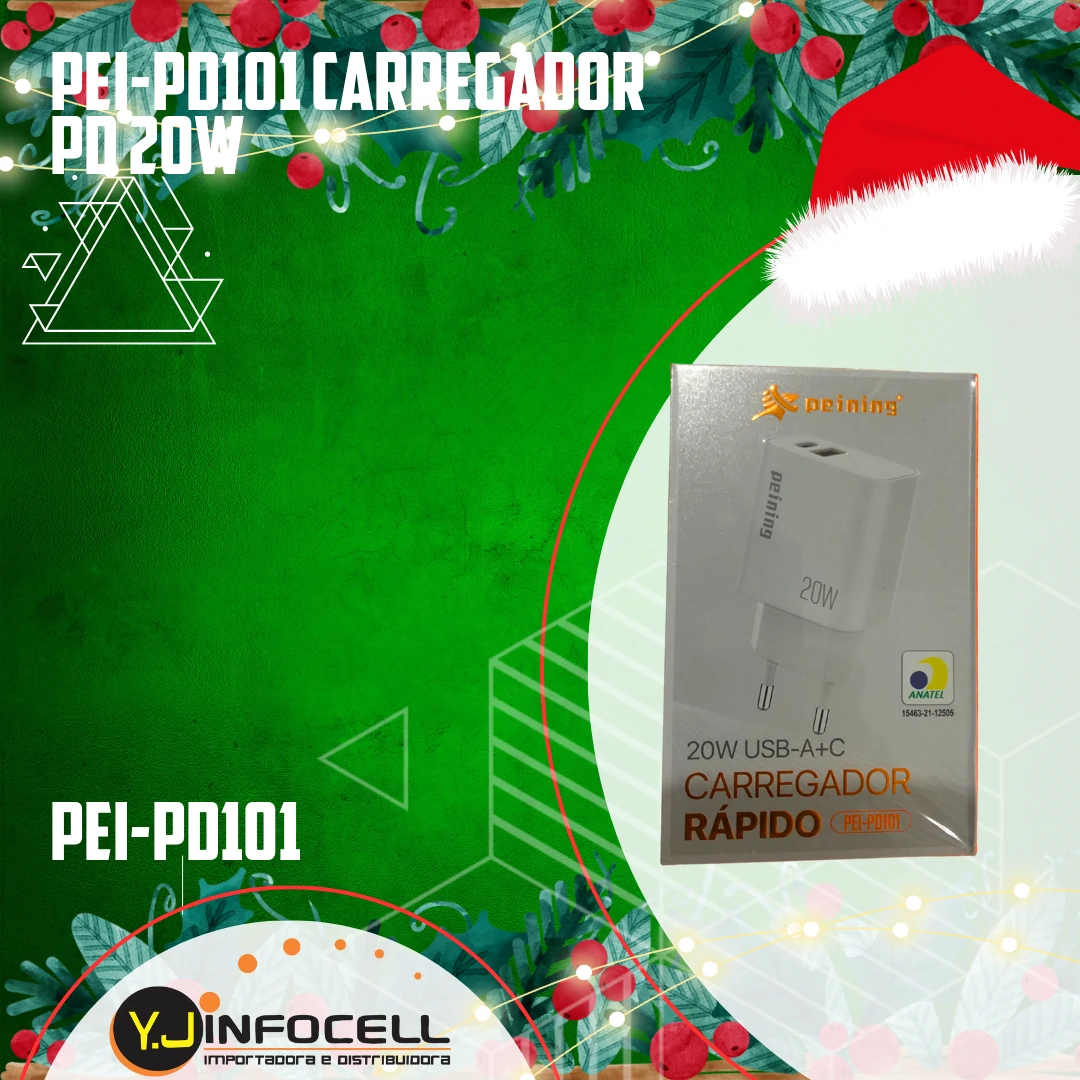 PEI-PD101 CARREGADOR
PD 20W
peining
peining
20W
ANATEL
15463-21-12505
20W USB-A+C
CARREGADOR
RÁPIDO PEI-PD101
PEI-PD101
Y.J INFOCELL
IMPORTADORA E DISTRIBUIDORA